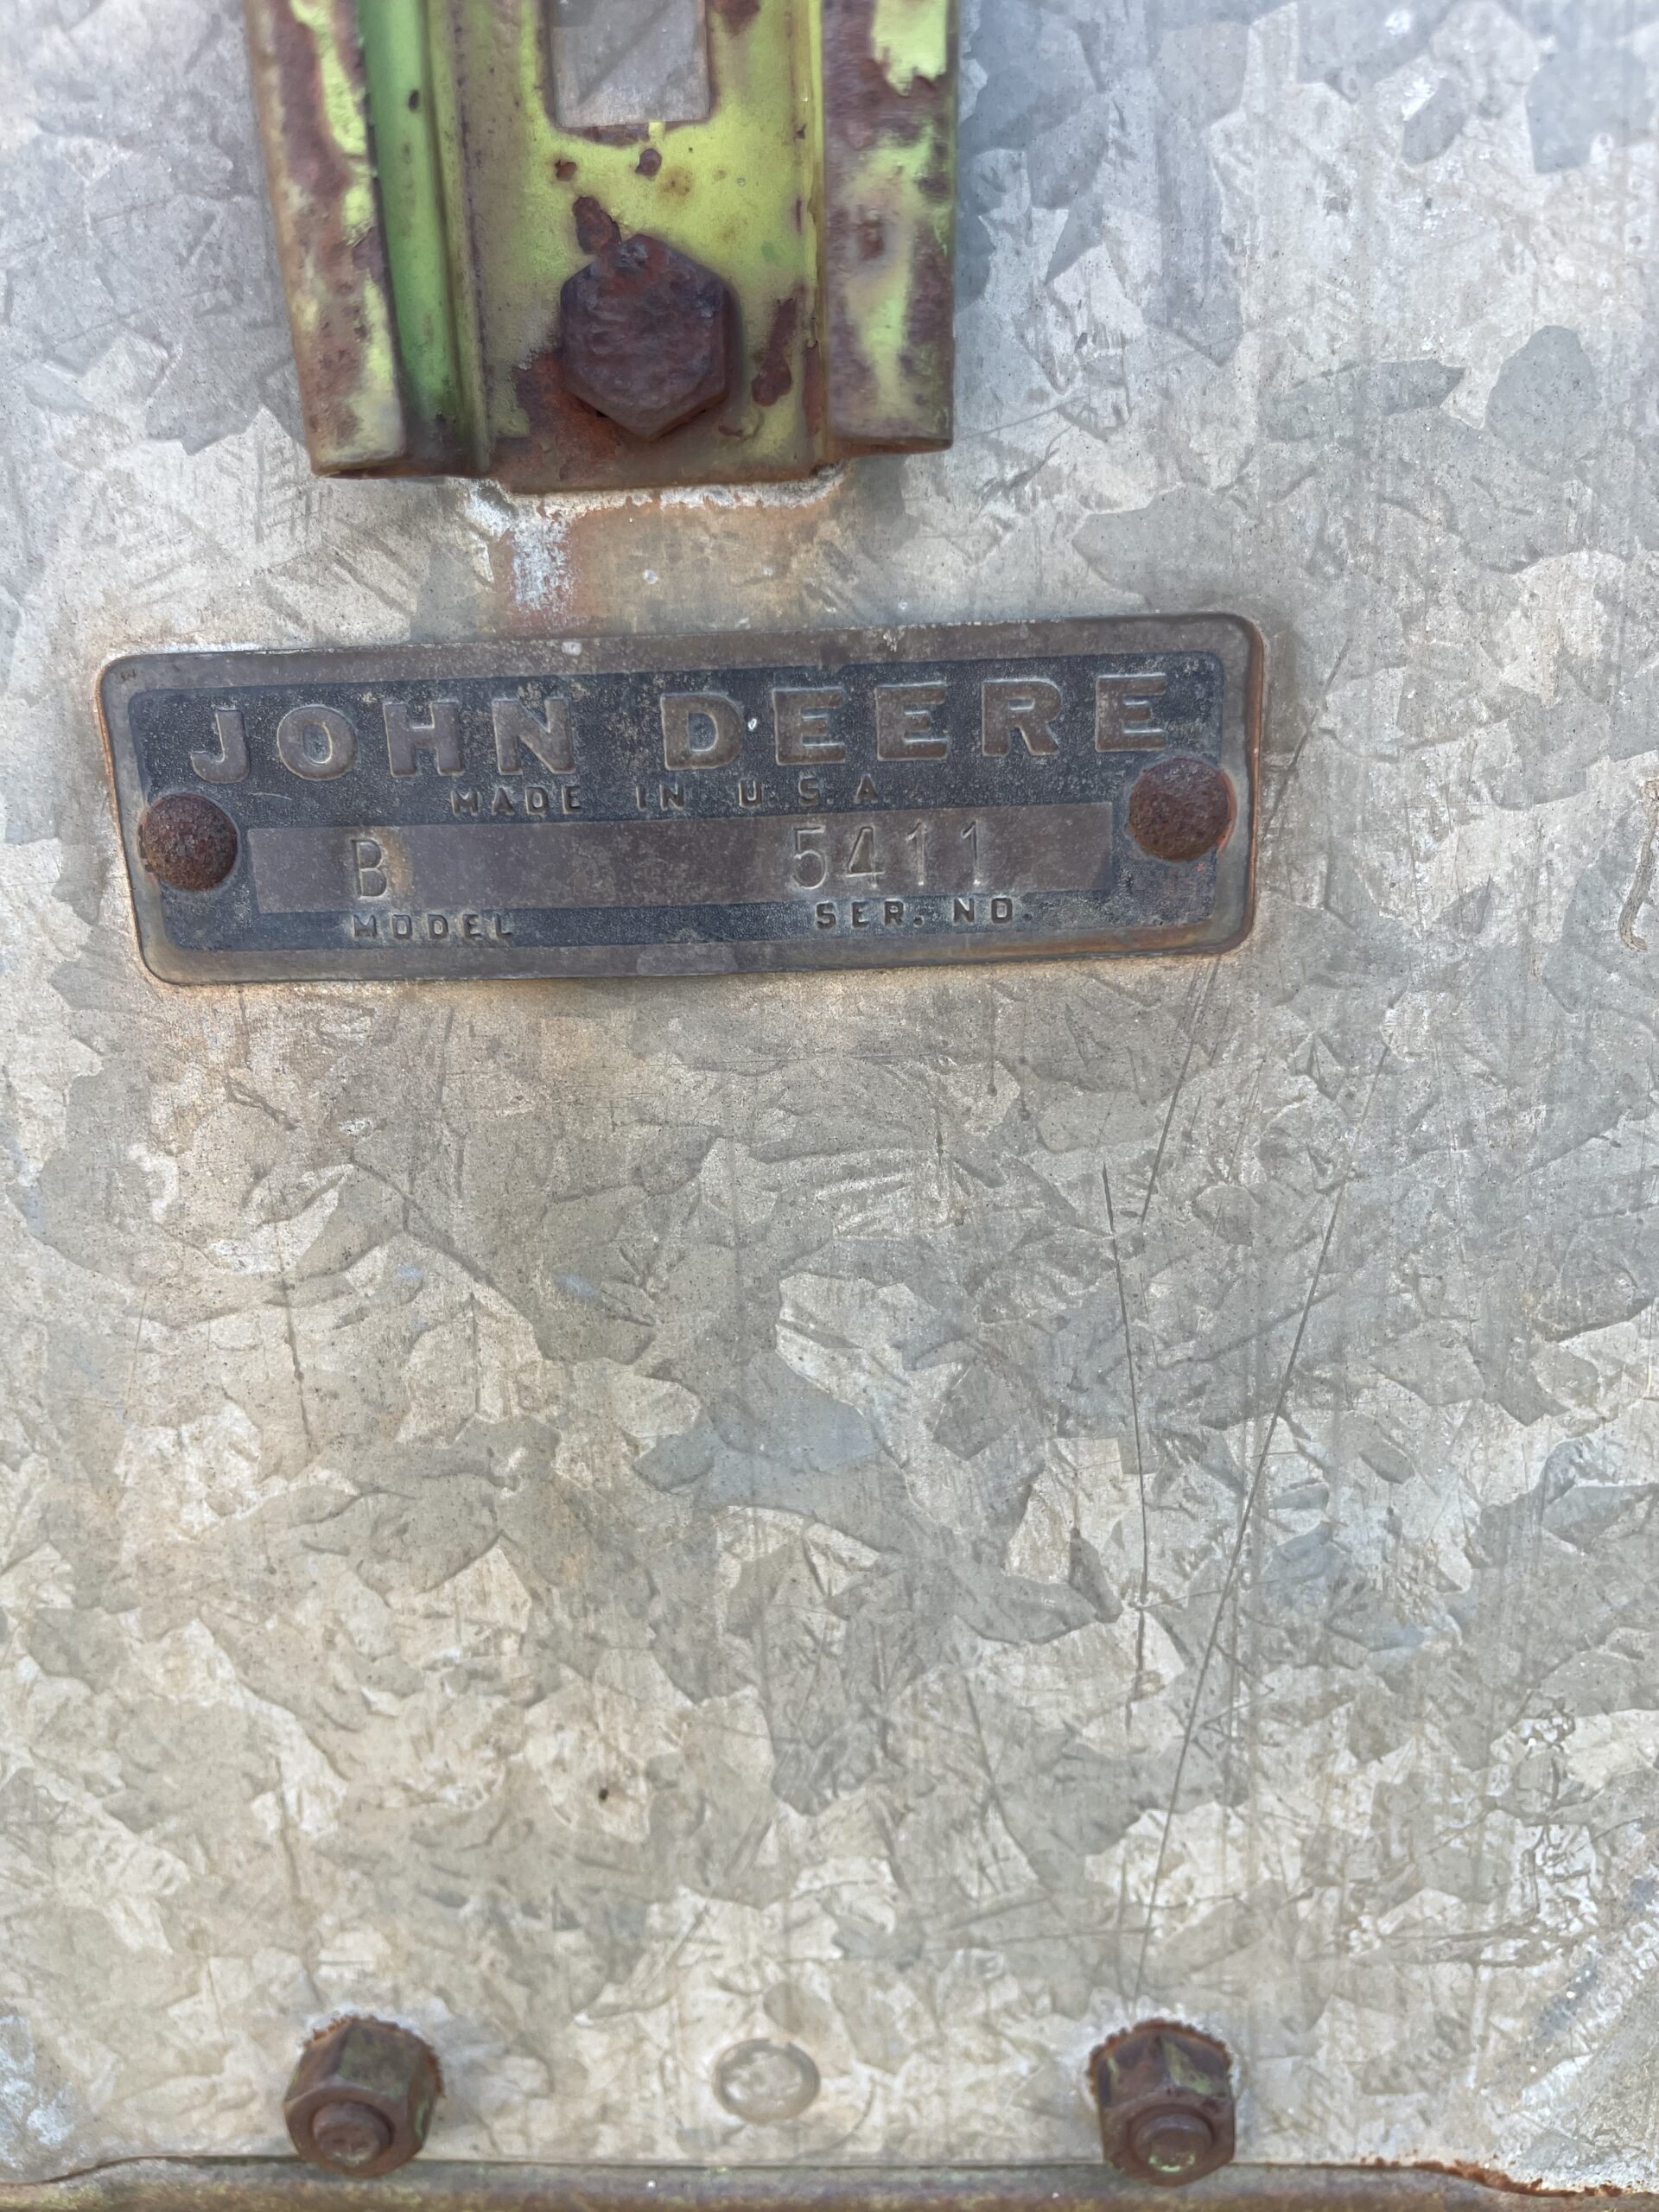 JOHN DEERE
MADE IN U.S.A
B 5411
MODEL SER. NO.